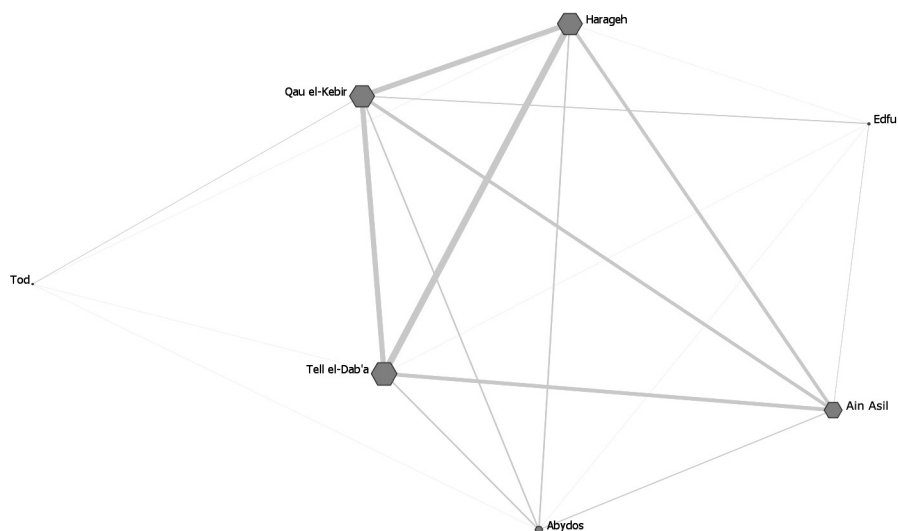 Harageh
Qau el-Kebir
Edfu
Tod
Tell el-Dab'a
Ain Asil
Abydos